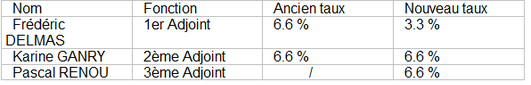 Nom Fonction Ancien taux Nouveau taux
Frédéric DELMAS 1er Adjoint 6.6 % 3.3 %
Karine GANRY 2ème Adjoint 6.6 % 6.6 %
Pascal RENOU 3ème Adjoint / 6.6 %